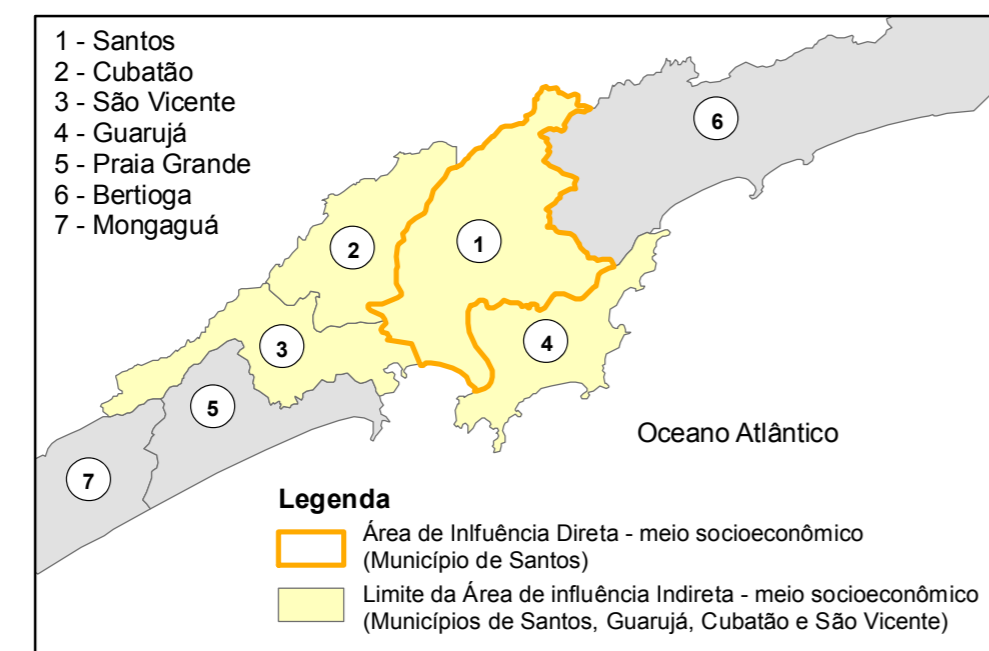 1 - Santos
2 - Cubatão
3 - São Vicente
4 - Guarujá
5 - Praia Grande
6 - Bertioga
7 - Mongaguá
6
1
2
4
3
5
7
Oceano Atlântico
Legenda
Área de Inlfuência Direta - meio socioeconômico
(Município de Santos)
Limite da Área de influência Indireta - meio socioeconômico
(Municípios de Santos, Guarujá, Cubatão e São Vicente)